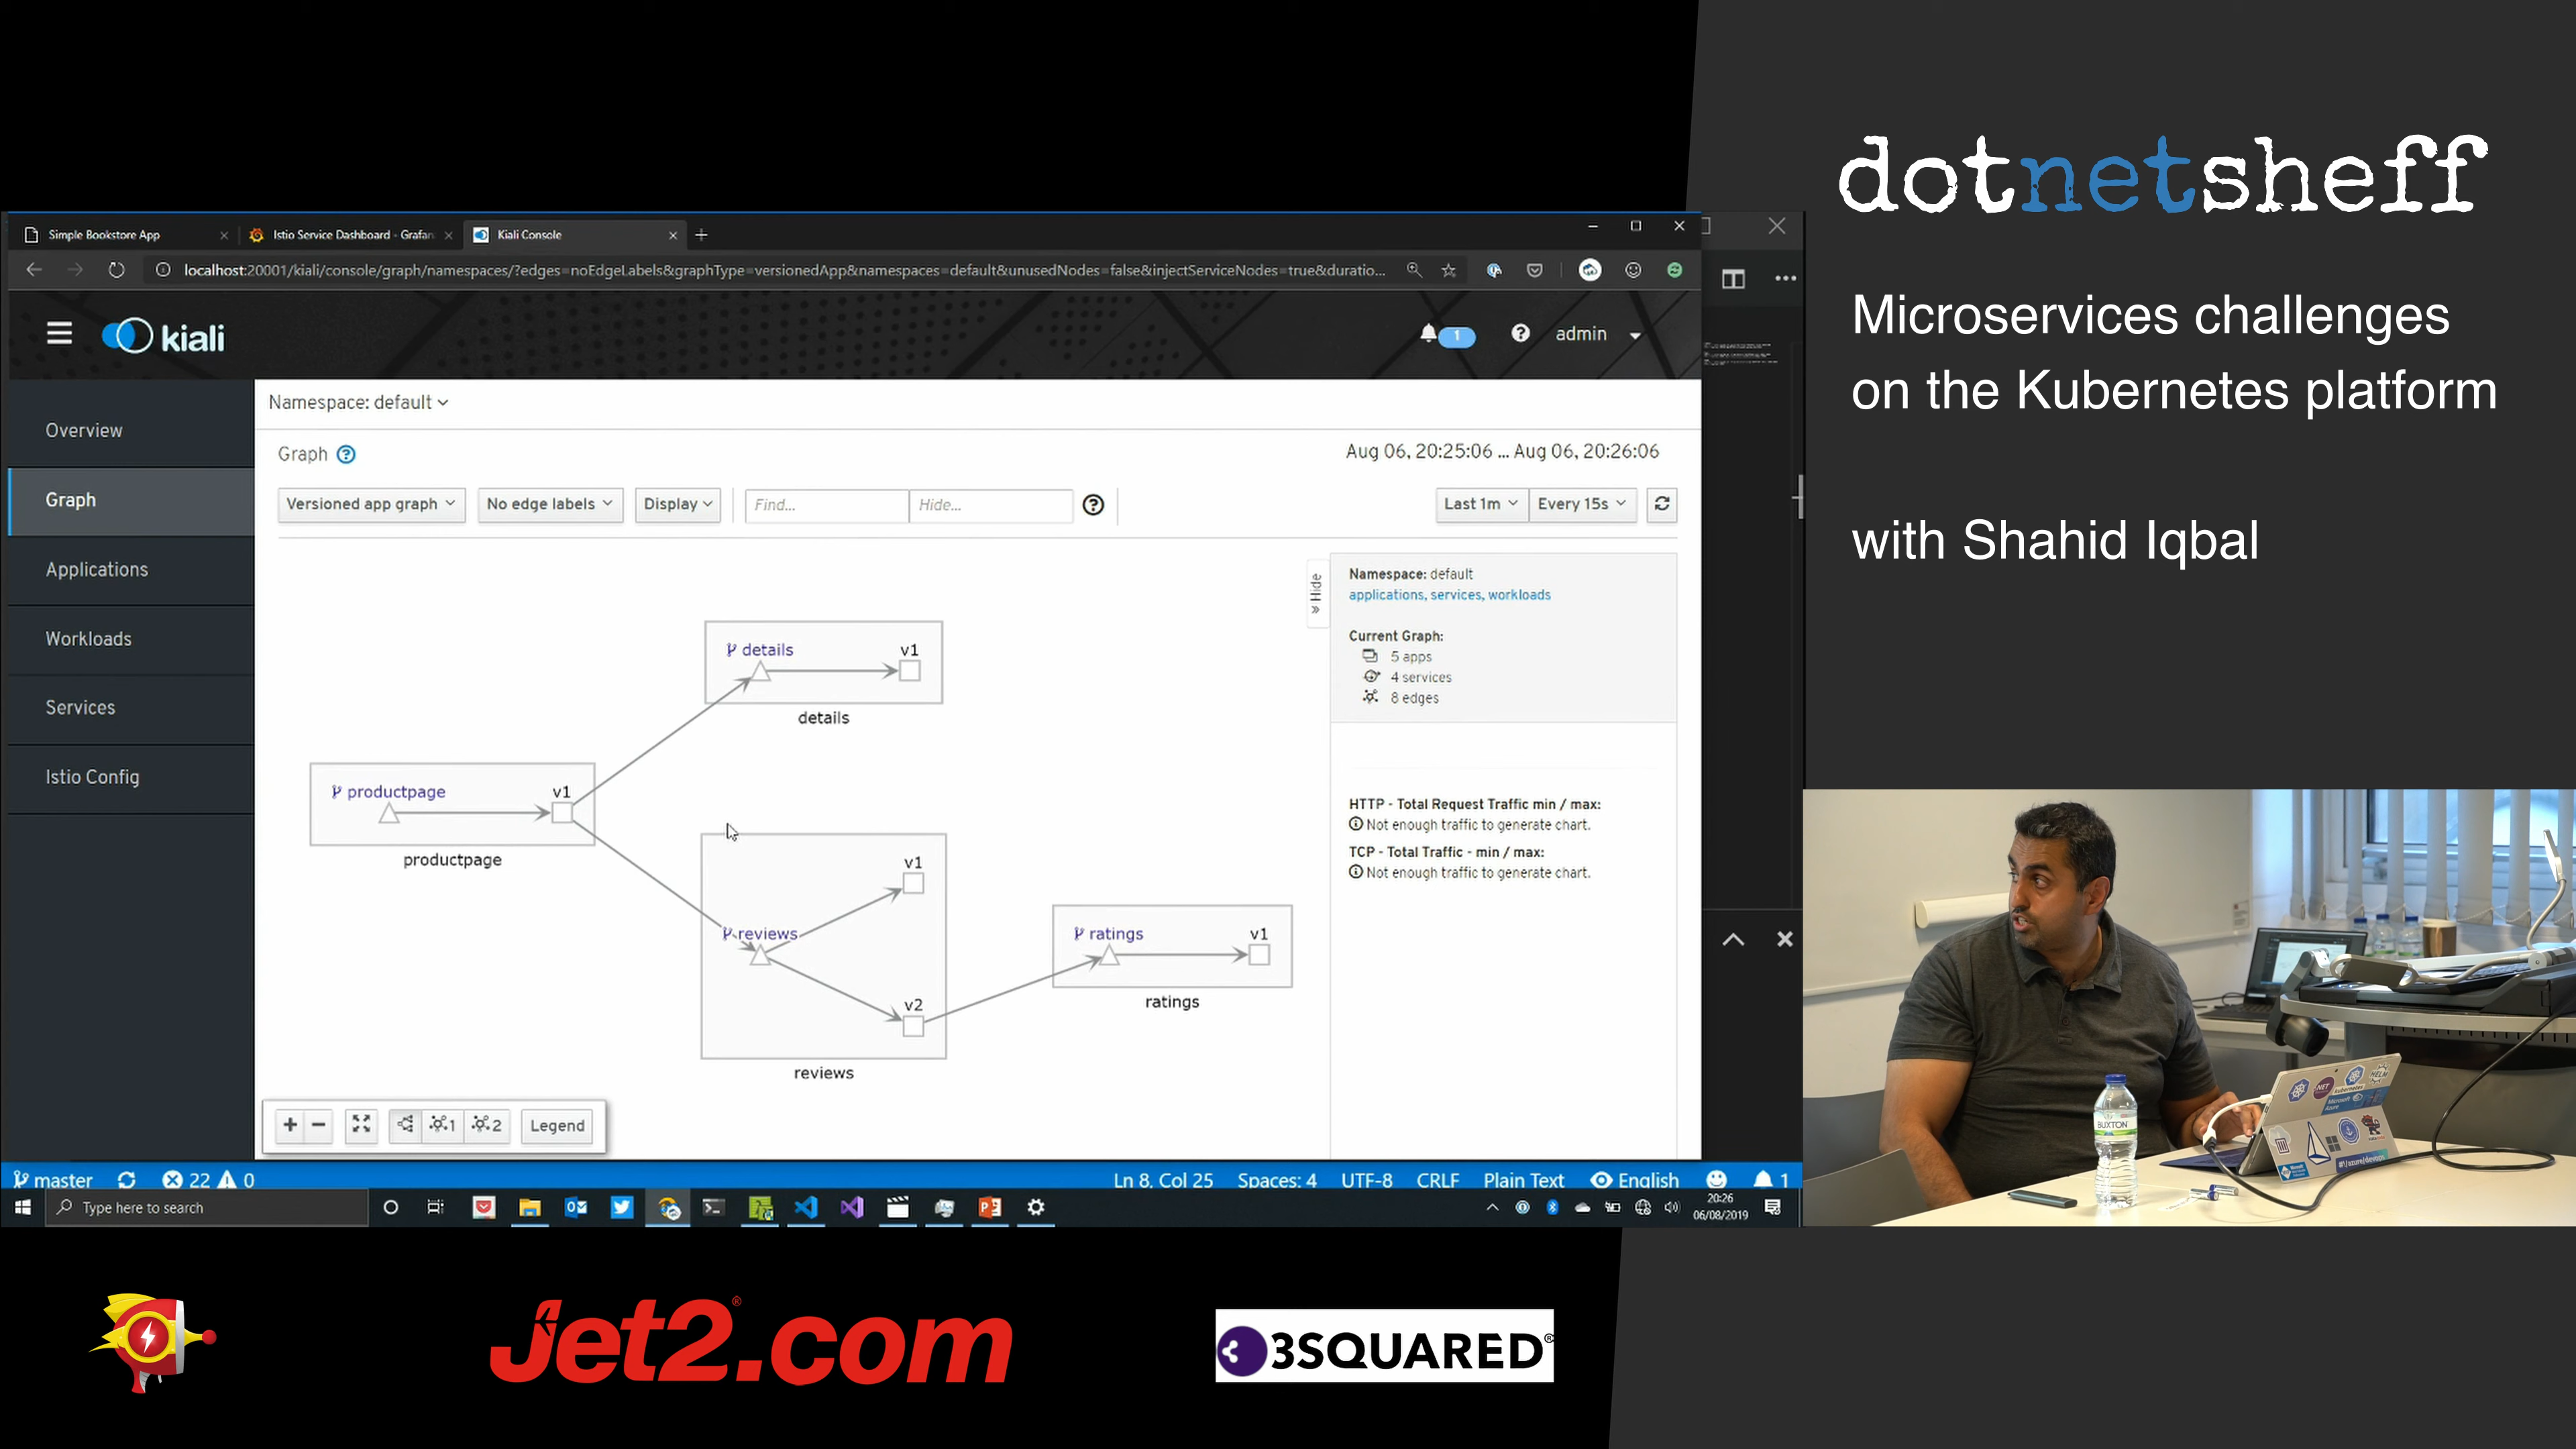 dotnetsheff
Microservices challenges
on the Kubernetes platform
with Shahid Iqbal
Simple Bookstore App
Istio Service Dashboard - Grafan
Kiali Console
localhost:20001/kiali/console/graph/namespaces/?edges=noEdgeLabels&graphType=versionedApp&namespaces=default&unusedNodes=false&injectServiceNodes=true&duratio...
kiali
1
admin
Overview
Graph
Applications
Workloads
Services
Istio Config
Namespace: default
Graph
Aug 06, 20:25:06 ... Aug 06, 20:26:06
Versioned app graph
No edge labels
Display
Find...
Hide...
Last 1m
Every 15s
Hide
Namespace: default
applications, services, workloads
Current Graph:
5 apps
4 services
8 edges
HTTP - Total Request Traffic min / max:
Not enough traffic to generate chart.
TCP - Total Traffic - min / max:
Not enough traffic to generate chart.
details
v1
details
productpage
v1
productpage
v1
reviews
v2
reviews
ratings
v1
ratings
1
2
Legend
master
22
0
Ln 8, Col 25
Spaces: 4
UTF-8
CRLF
Plain Text
English
1
Type here to search
20:26
06/08/2019
BUXTON
Jet2.com
3SQUARED